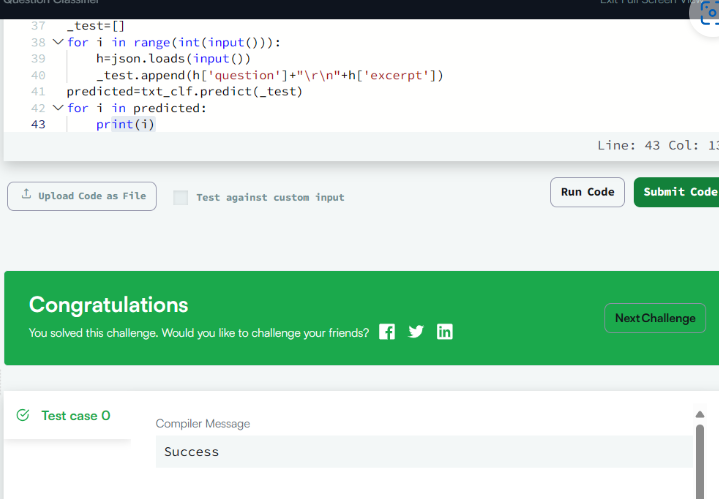 Question Classifier
Exit Full Screen View
37 _test=[]
38 for i in range(int(input())):
39 h=json.loads(input())
40 _test.append(h['question']+"\r\n"+h['excerpt'])
41 predicted=txt_clf.predict(_test)
42 for i in predicted:
43 print(i)
Line: 43 Col: 13
Upload Code as File
Test against custom input
Run Code
Submit Code
Congratulations
You solved this challenge. Would you like to challenge your friends?
Next Challenge
Test case 0
Compiler Message
Success